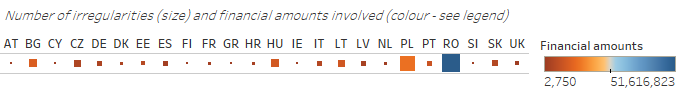 Number of irregularities (size) and financial amounts involved (colour - see legend)
AT BG CY CZ DE DK EE ES FI FR GR HR HU IE IT LT LV NL PL PT RO SI SK UK
Financial amounts
2,750 51,616,823